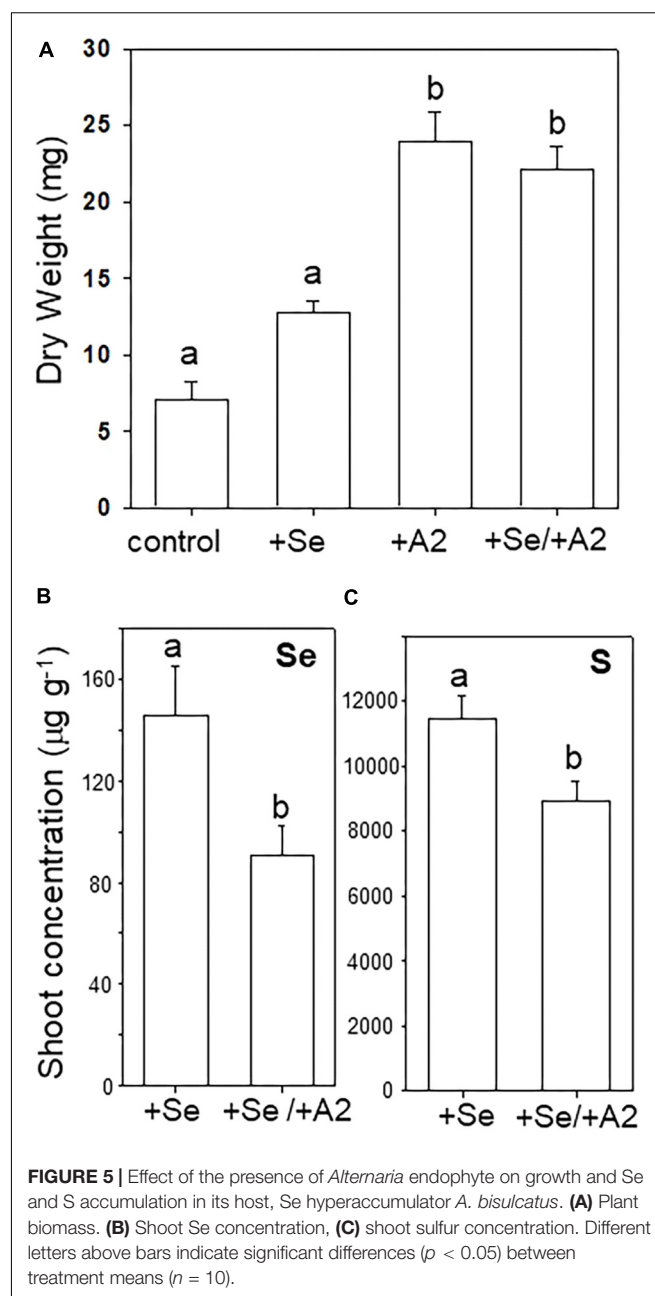 A
30
25
20
15
10
5
0
Dry Weight (mg)
a
a
b
b
control +Se +A2 +Se/+A2
B
C
Shoot concentration (µg g⁻¹)
Se
160
120
80
40
0
a
b
+Se +Se/+A2
S
12000
10000
8000
6000
4000
2000
0
a
b
+Se +Se/+A2
FIGURE 5 | Effect of the presence of Alternaria endophyte on growth and Se
and S accumulation in its host, Se hyperaccumulator A. bisulcatus. (A) Plant
biomass. (B) Shoot Se concentration, (C) shoot sulfur concentration. Different
letters above bars indicate significant differences (p < 0.05) between
treatment means (n = 10).